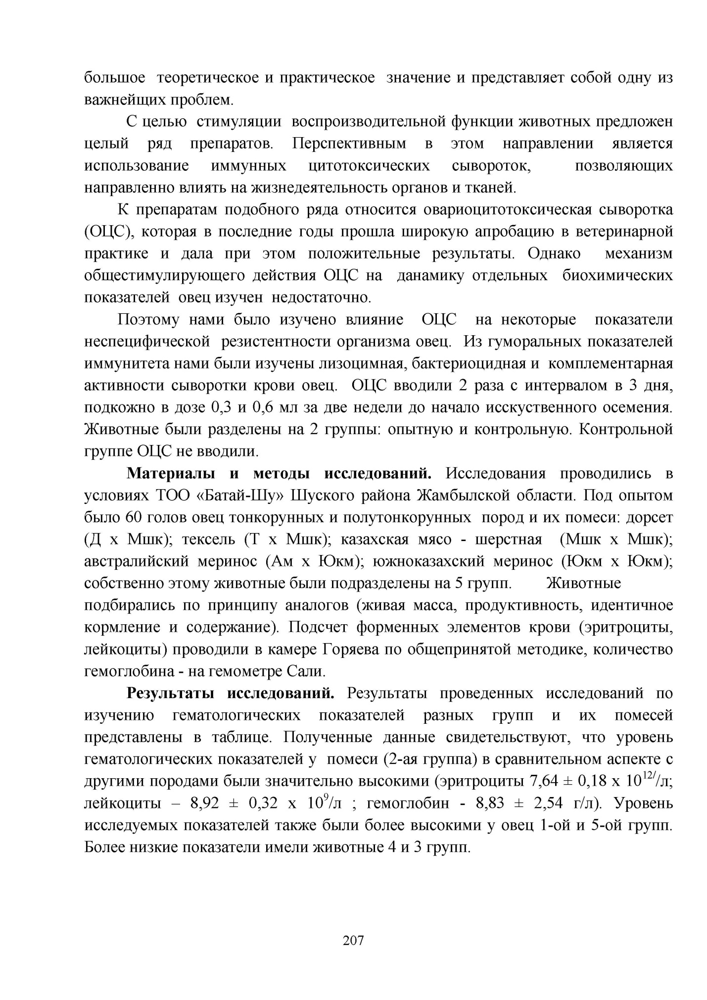 большое теоретическое и практическое значение и представляет собой одну из
важнейщих проблем.
С целью стимуляции воспроизводительной функции животных предложен
целый ряд препаратов. Перспективным в этом направлении является
использование иммунных цитотоксических сывороток, позволяющих
направленно влиять на жизнедеятельность органов и тканей.
К препаратам подобного ряда относится овариоцитотоксическая сыворотка
(ОЦС), которая в последние годы прошла широкую апробацию в ветеринарной
практике и дала при этом положительные результаты. Однако механизм
общестимулирующего действия ОЦС на данамику отдельных биохимических
показателей овец изучен недостаточно.
Поэтому нами было изучено влияние ОЦС на некоторые показатели
неспецифической резистентности организма овец. Из гуморальных показателей
иммунитета нами были изучены лизоцимная, бактериоцидная и комплементарная
активности сыворотки крови овец. ОЦС вводили 2 раза с интервалом в 3 дня,
подкожно в дозе 0,3 и 0,6 мл за две недели до начало исскуственного осемения.
Животные были разделены на 2 группы: опытную и контрольную. Контрольной
группе ОЦС не вводили.
Материалы и методы исследований. Исследования проводились в
условиях ТОО «Батай-Шу» Шуского района Жамбылской области. Под опытом
было 60 голов овец тонкорунных и полутонкорунных пород и их помеси: дорсет
(Д х Мшк); тексель (Т х Мшк); казахская мясо - шерстная (Мшк х Мшк);
австралийский меринос (Ам х Юкм); южноказахский меринос (Юкм х Юкм);
собственно этому животные были подразделены на 5 групп. Животные
подбирались по принципу аналогов (живая масса, продуктивность, идентичное
кормление и содержание). Подсчет форменных элементов крови (эритроциты,
лейкоциты) проводили в камере Горяева по общепринятой методике, количество
гемоглобина - на гемометре Сали.
Результаты исследований. Результаты проведенных исследований по
изучению гематологических показателей разных групп и их помесей
представлены в таблице. Полученные данные свидетельствуют, что уровень
гематологических показателей у помеси (2-ая группа) в сравнительном аспекте с
другими породами были значительно высокими (эритроциты 7,64 ± 0,18 х 10¹²ᐟ/л;
лейкоциты – 8,92 ± 0,32 х 10⁹/л ; гемоглобин - 8,83 ± 2,54 г/л). Уровень
исследуемых показателей также были более высокими у овец 1-ой и 5-ой групп.
Более низкие показатели имели животные 4 и 3 групп.
207